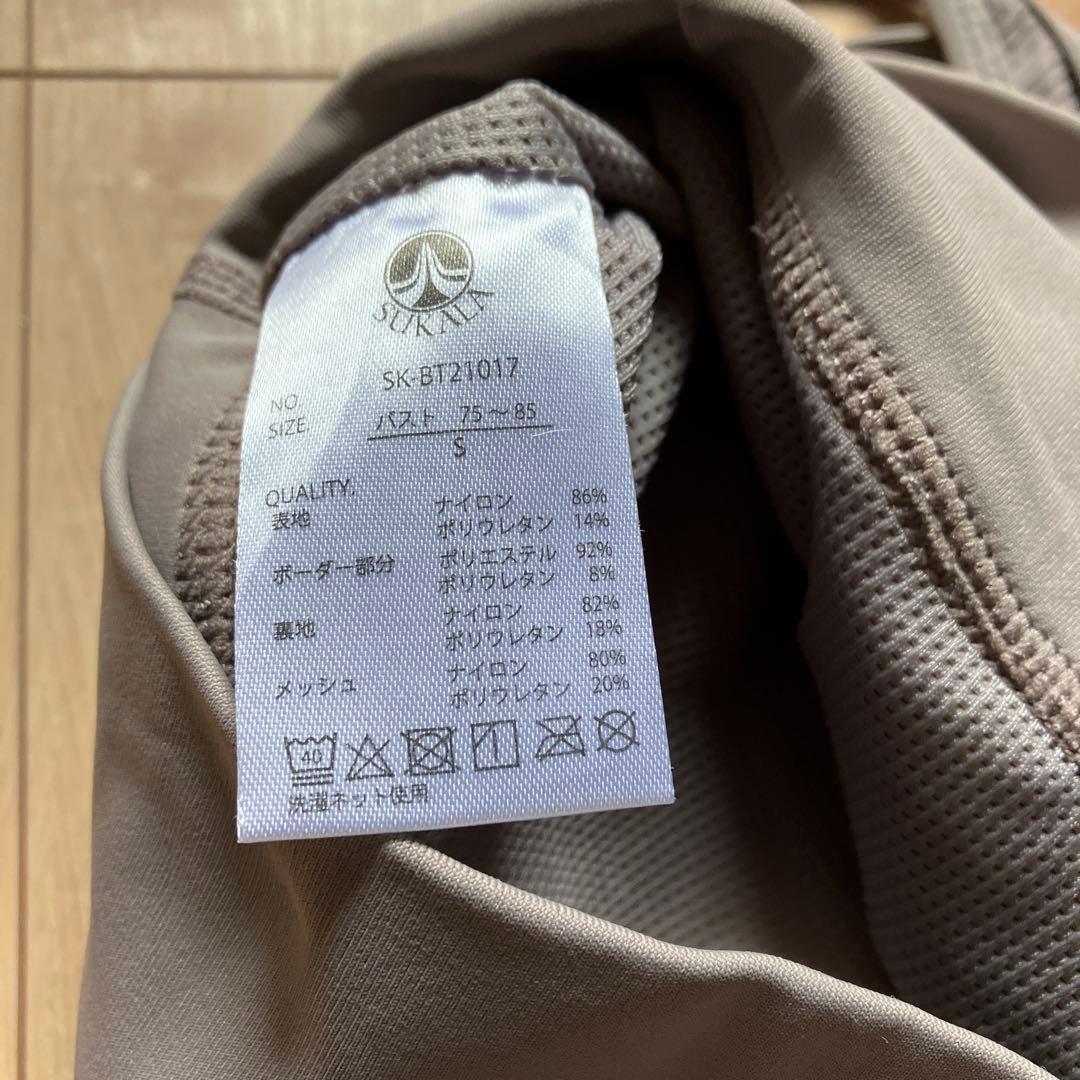 SUKALA
NO. SK-BT21017
SIZE. バスト 75～85
S
QUALITY.
表地 ナイロン 86%
ポリウレタン 14%
ボーダー部分 ポリエステル 92%
ポリウレタン 8%
裏地 ナイロン 82%
ポリウレタン 18%
メッシュ ナイロン 80%
ポリウレタン 20%
40
洗濯ネット使用